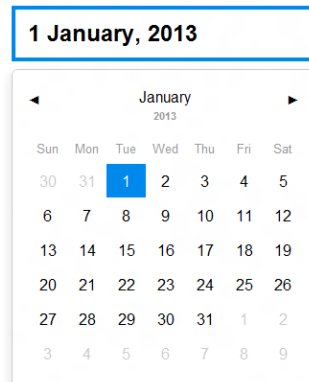 1 January, 2013
◄ January ►
2013
Sun Mon Tue Wed Thu Fri Sat
30 31 1 2 3 4 5
6 7 8 9 10 11 12
13 14 15 16 17 18 19
20 21 22 23 24 25 26
27 28 29 30 31 1 2
3 4 5 6 7 8 9